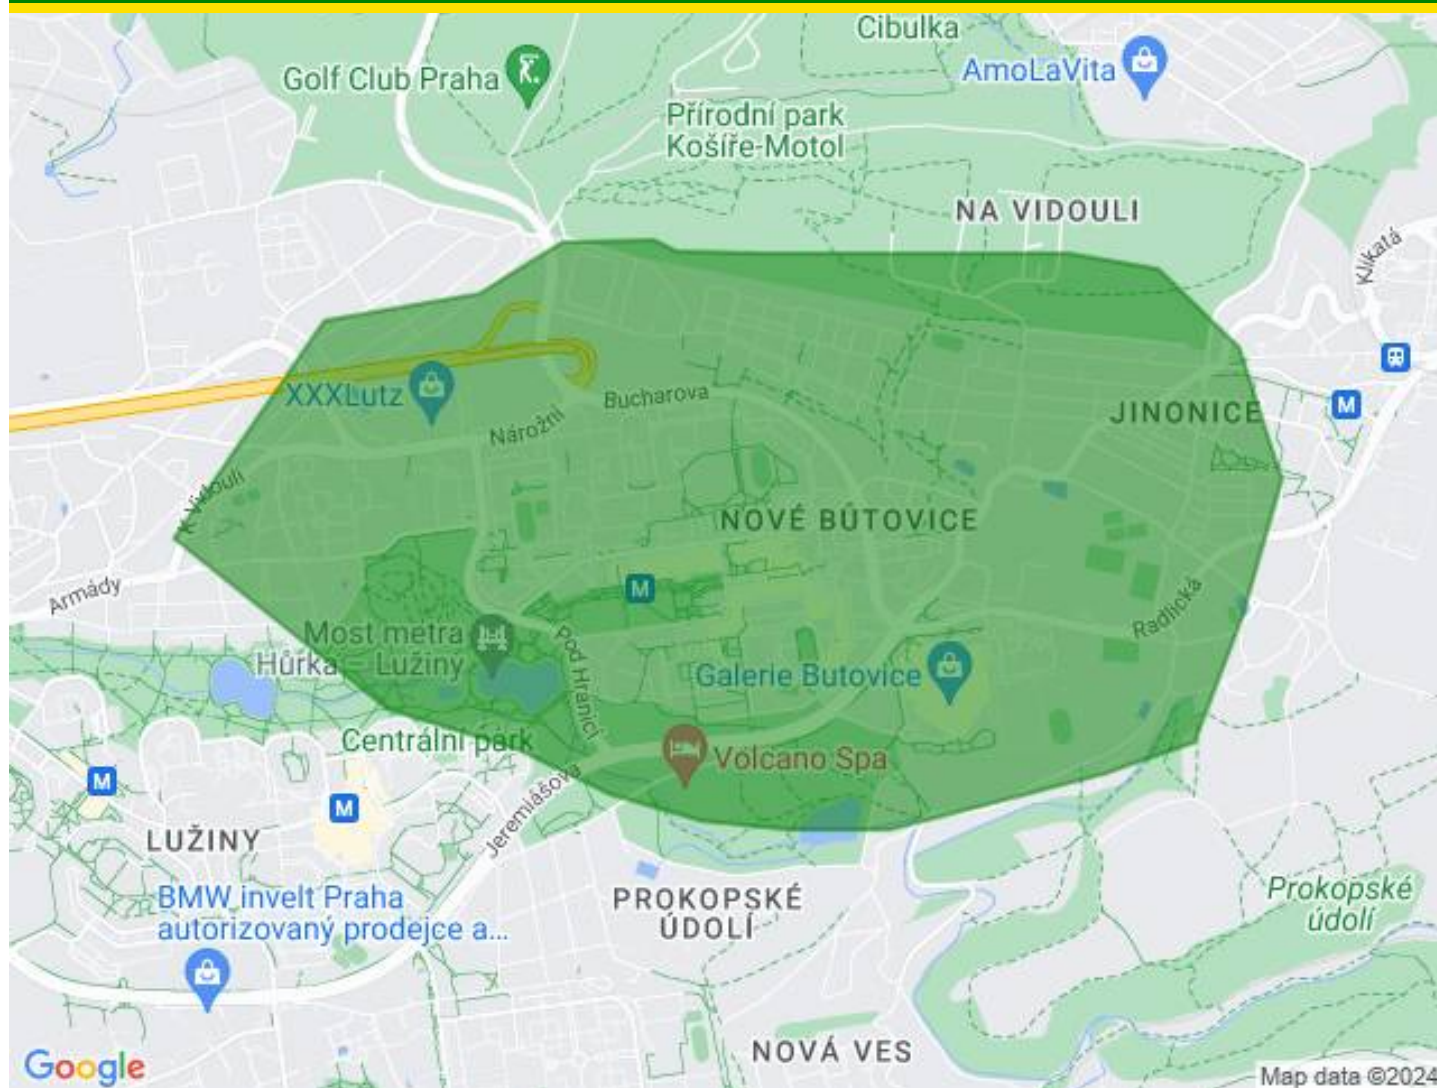 Cibulka
Golf Club Praha
AmoLaVita
Přírodní park
Košíře-Motol
NA VIDOULI
Klikatá
XXXLutz
Bucharova
Nárožní
JINONICE
K Vidouli
NOVÉ BUTOVICE
M
M
Armády
Radlická
Most metra
Hůrka – Lužiny
Pod Hranicí
Galerie Butovice
Centrální park
Volcano Spa
M
M
Jeremiášova
LUŽINY
BMW invelt Praha
autorizovaný prodejce a...
PROKOPSKÉ
ÚDOLÍ
Prokopské
údolí
NOVÁ VES
Google
Map data ©2024